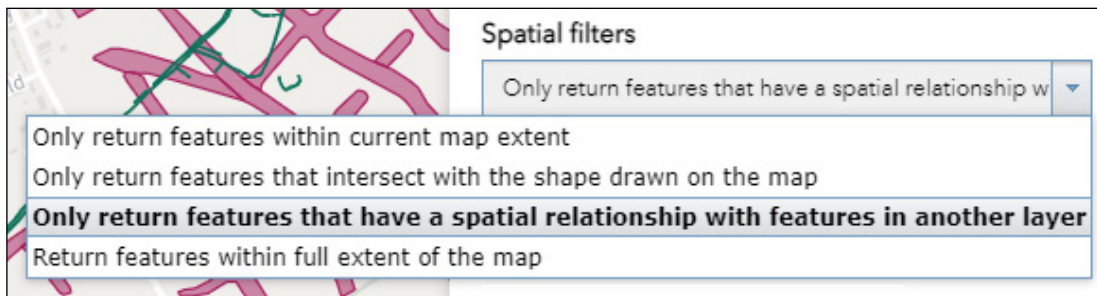 Spatial filters
Only return features that have a spatial relationship w
ld
Only return features within current map extent
Only return features that intersect with the shape drawn on the map
Only return features that have a spatial relationship with features in another layer
Return features within full extent of the map